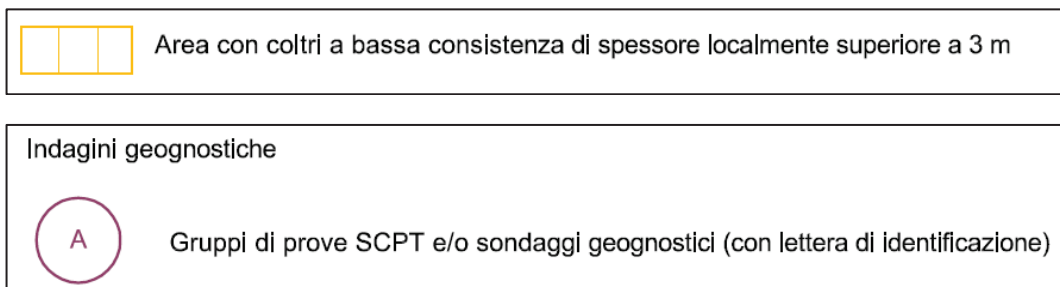 Area con coltri a bassa consistenza di spessore localmente superiore a 3 m
Indagini geognostiche
A
Gruppi di prove SCPT e/o sondaggi geognostici (con lettera di identificazione)